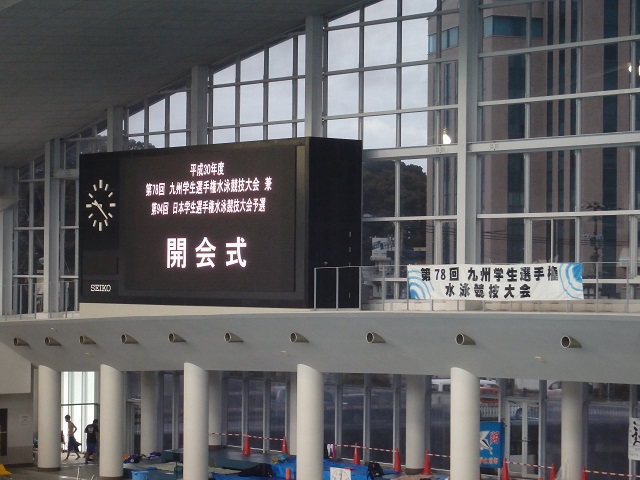 平成30年度
第78回 九州学生選手権水泳競技大会 兼
第94回 日本学生選手権水泳競技大会予選
開会式
SEIKO
第78回 九州学生選手権
水泳競技大会